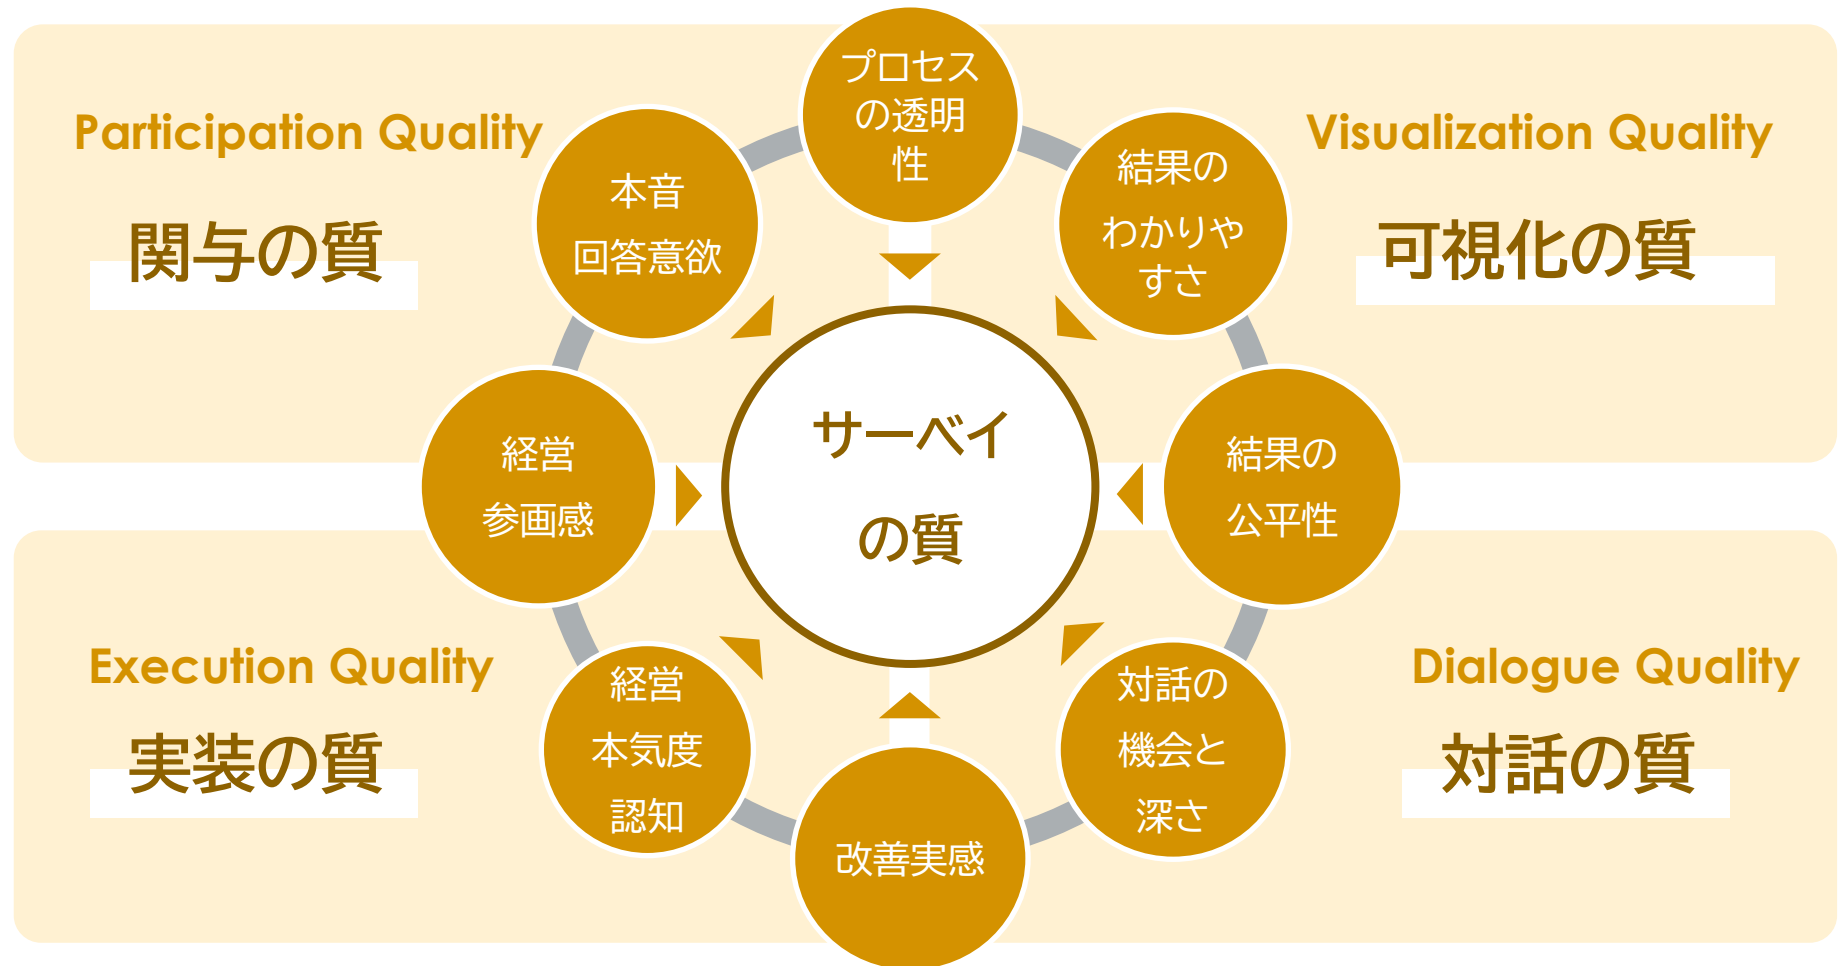 Participation Quality
関与の質
プロセス
の透明
性
本音
回答意欲
結果の
わかりや
すさ
Visualization Quality
可視化の質
経営
参画感
サーベイ
の質
結果の
公平性
Execution Quality
実装の質
経営
本気度
認知
改善実感
対話の
機会と
深さ
Dialogue Quality
対話の質